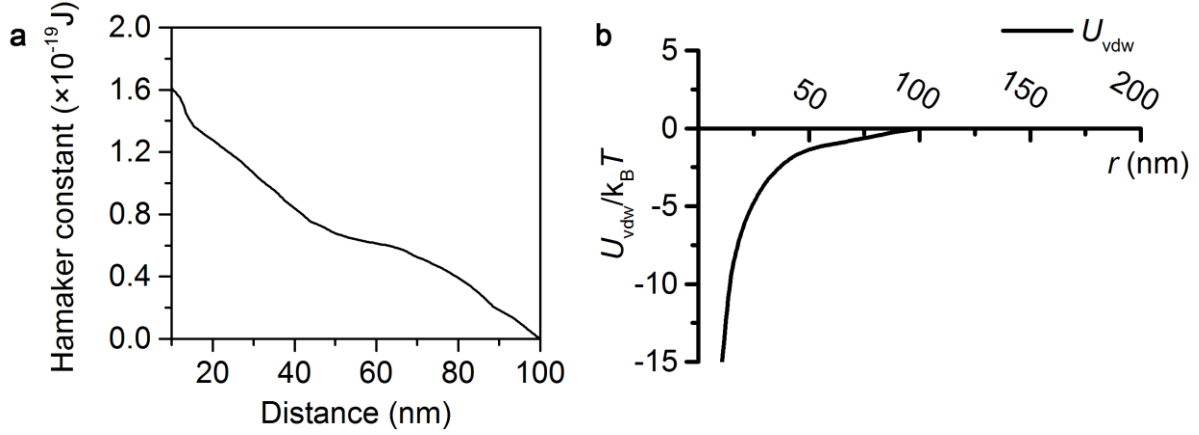 a
Hamaker constant (×10⁻¹⁹J)
2.0
1.6
1.2
0.8
0.4
0.0
20 40 60 80 100
Distance (nm)
b
U_vdw
U_vdw/k_BT
5
0
-5
-10
-15
50 100 150 200
r (nm)